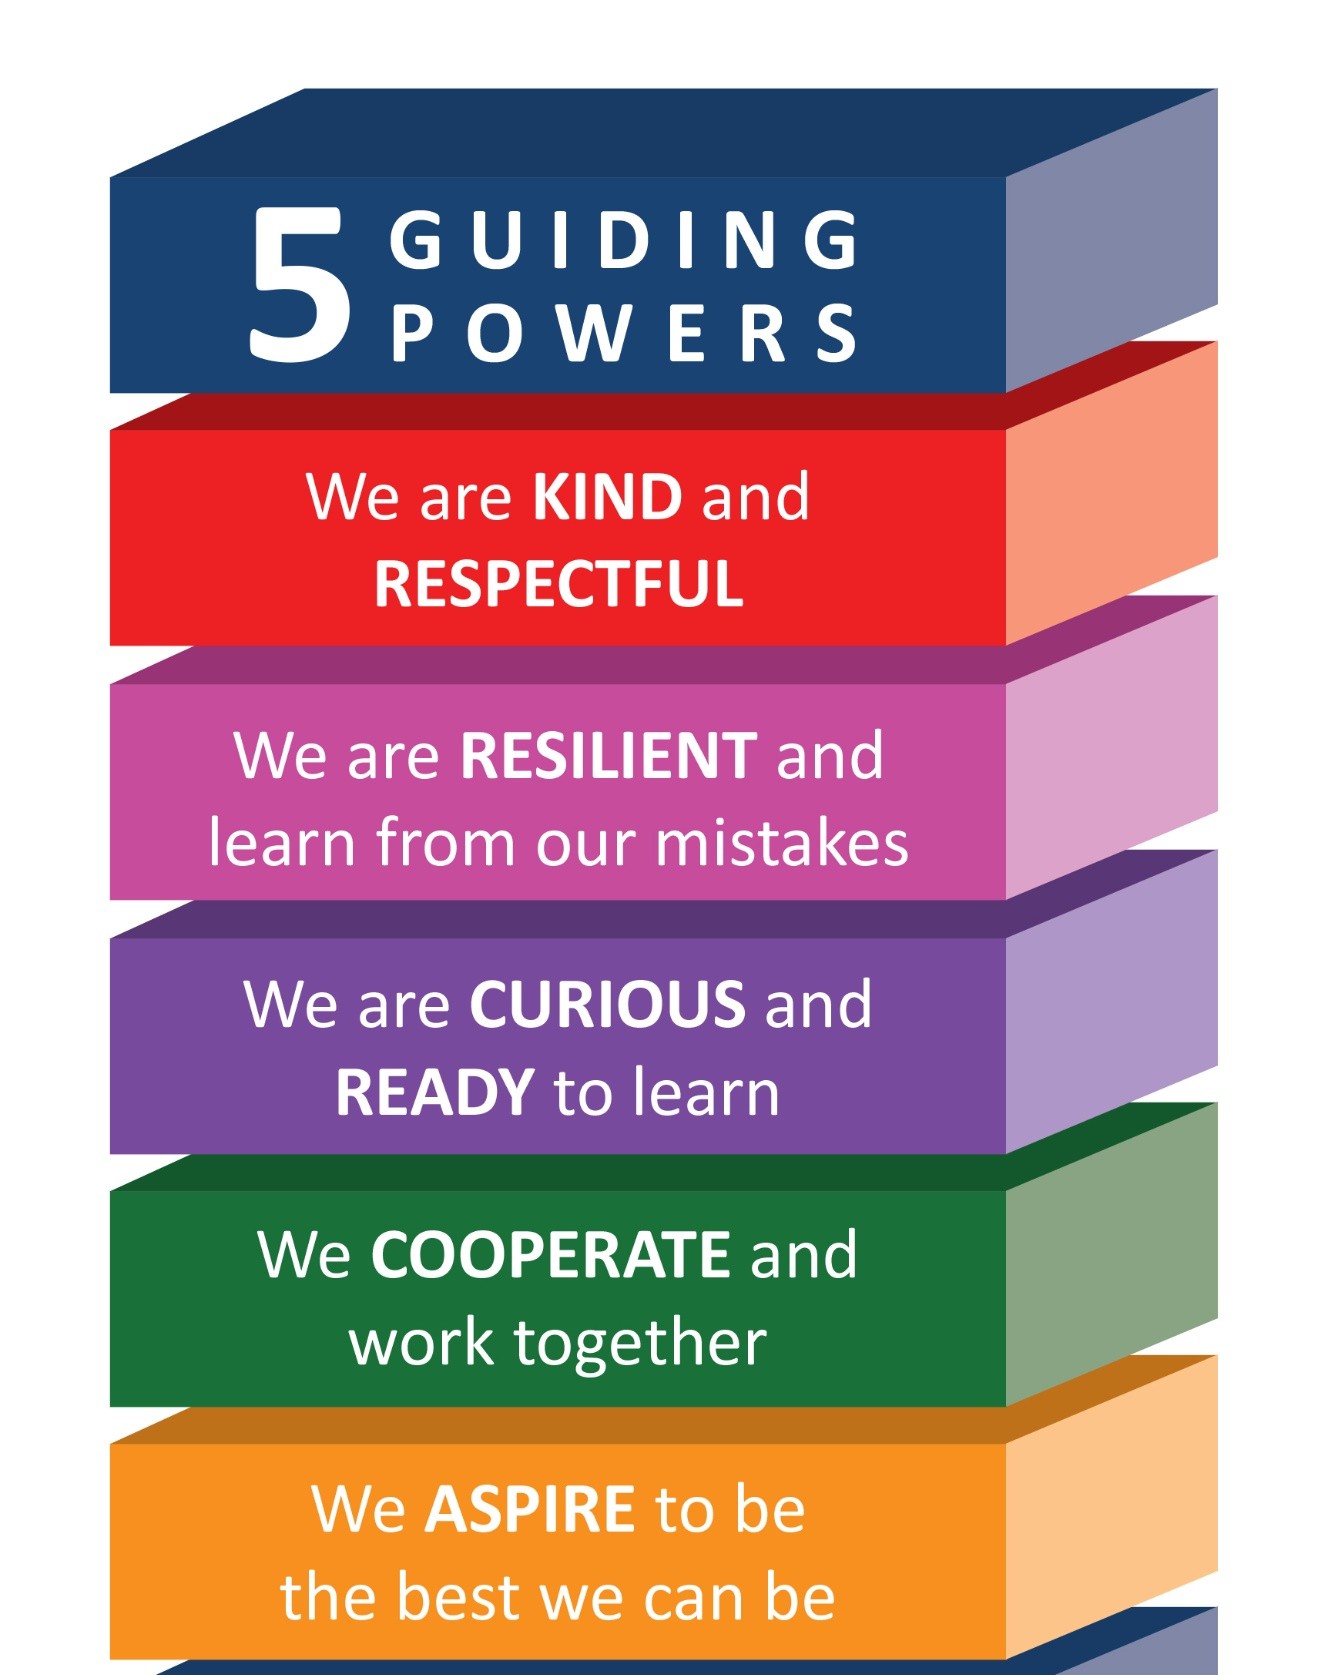 5 GUIDING
POWERS
We are KIND and
RESPECTFUL
We are RESILIENT and
learn from our mistakes
We are CURIOUS and
READY to learn
We COOPERATE and
work together
We ASPIRE to be
the best we can be